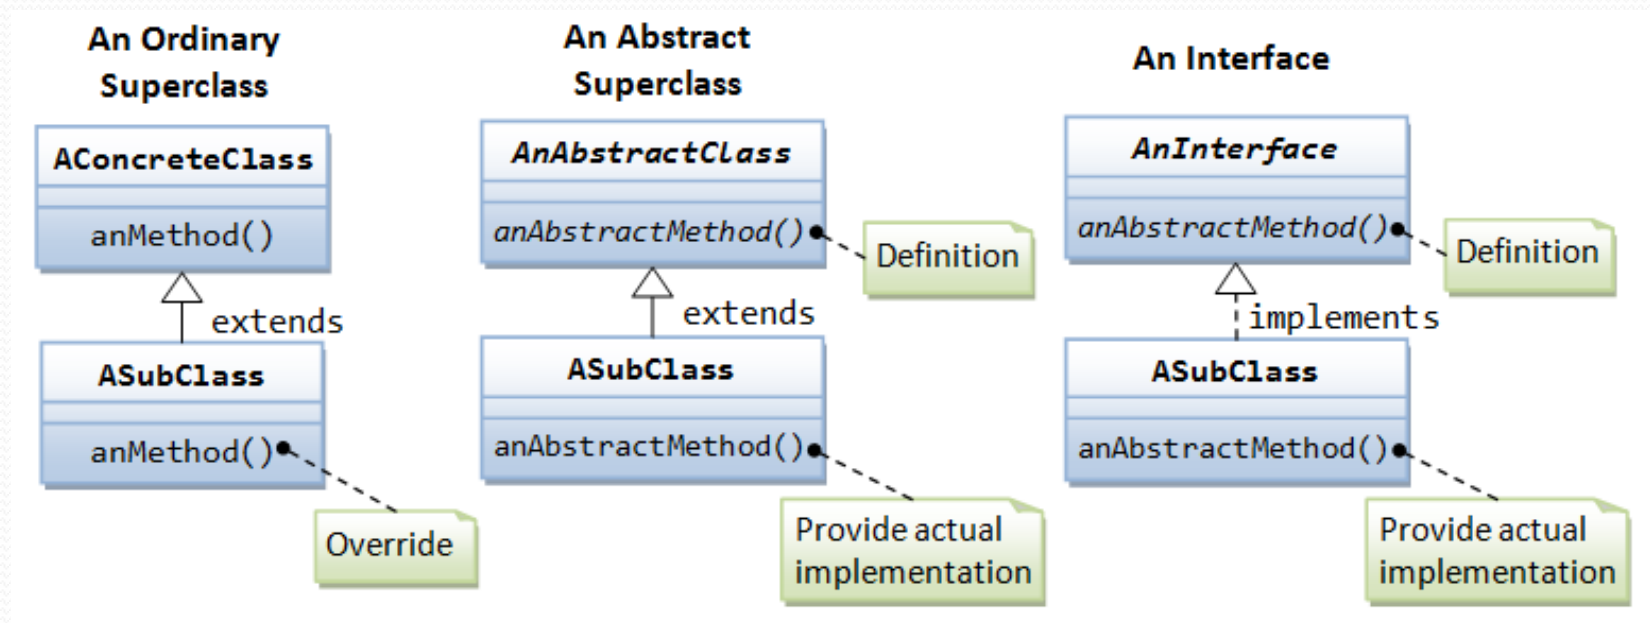 An Ordinary
Superclass
AConcreteClass
anMethod()
extends
ASubClass
anMethod()
Override
An Abstract
Superclass
AnAbstractClass
anAbstractMethod()
Definition
extends
ASubClass
anAbstractMethod()
Provide actual
implementation
An Interface
AnInterface
anAbstractMethod()
Definition
implements
ASubClass
anAbstractMethod()
Provide actual
implementation